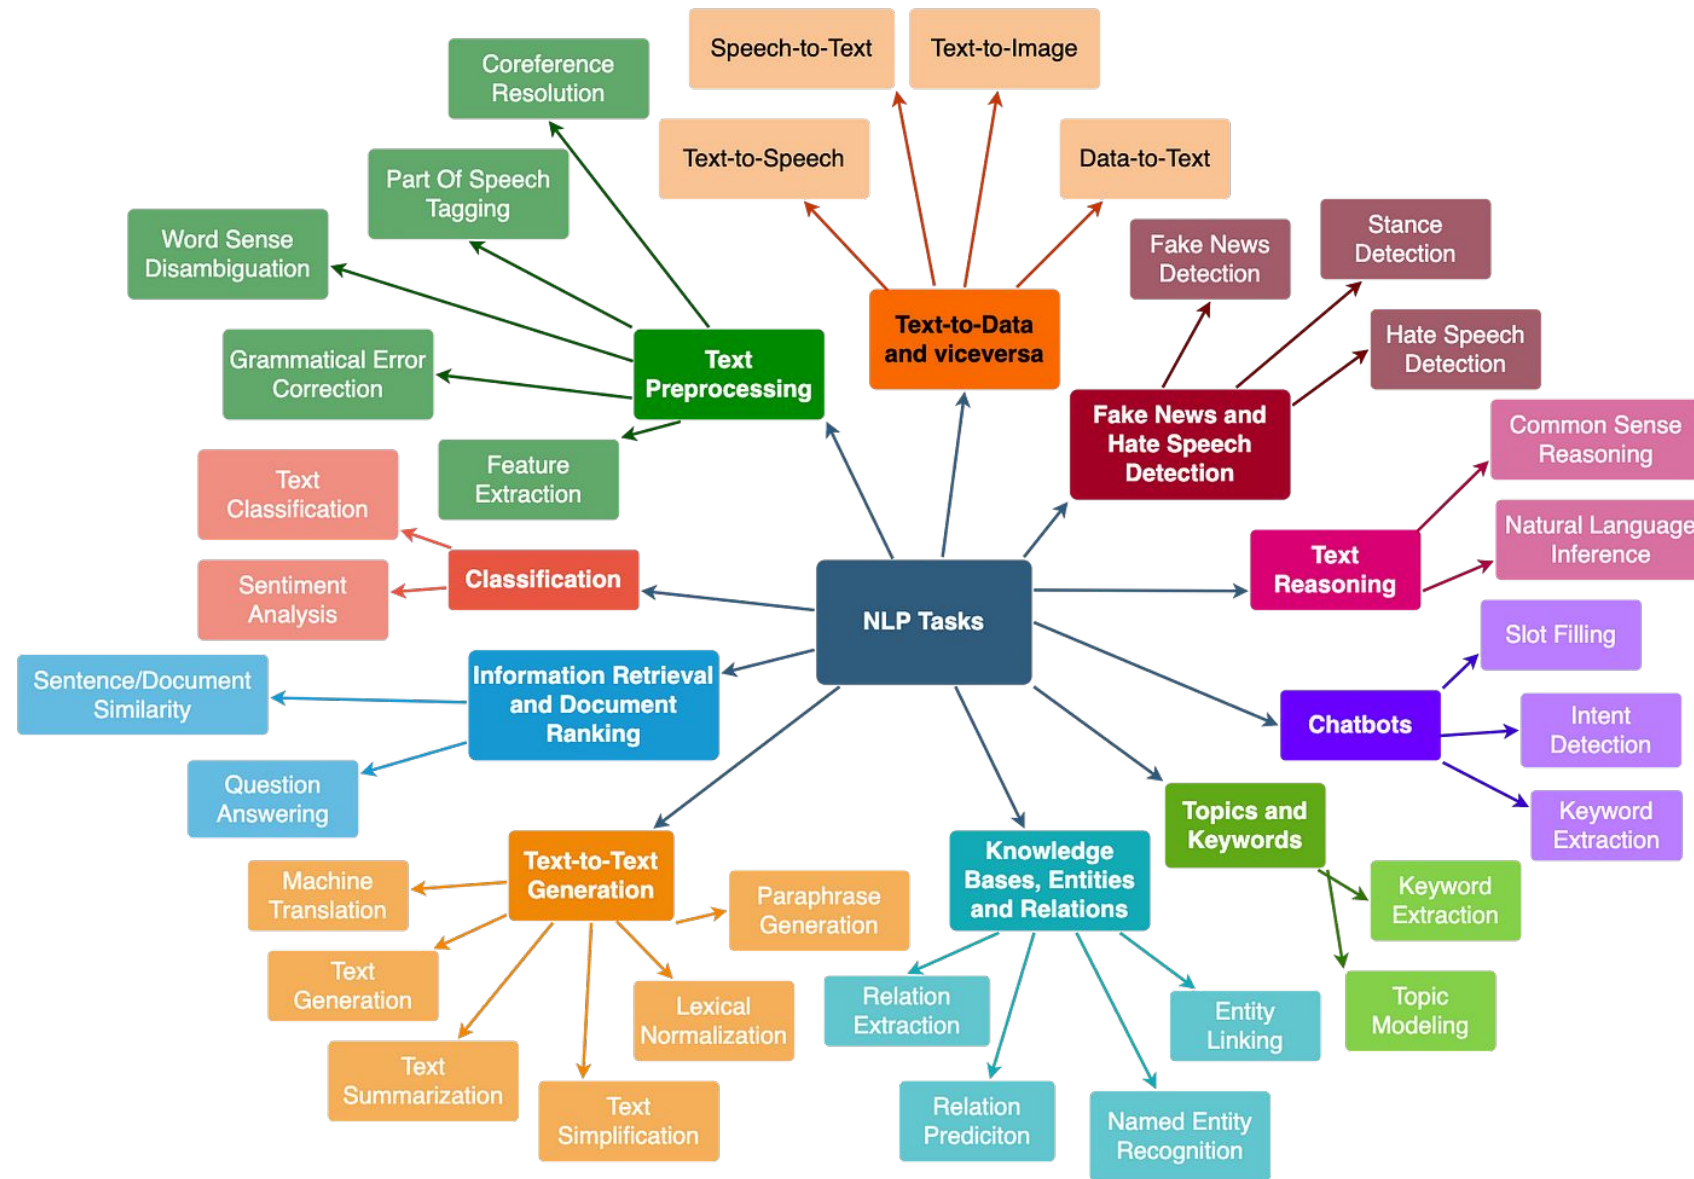 Speech-to-Text
Text-to-Image
Coreference
Resolution
Text-to-Speech
Data-to-Text
Part Of Speech
Tagging
Word Sense
Disambiguation
Fake News
Detection
Stance
Detection
Text-to-Data
and viceversa
Hate Speech
Detection
Grammatical Error
Correction
Text
Preprocessing
Fake News and
Hate Speech
Detection
Common Sense
Reasoning
Feature
Extraction
Text
Classification
Natural Language
Inference
Text
Reasoning
Classification
Sentiment
Analysis
NLP Tasks
Slot Filling
Information Retrieval
and Document
Ranking
Sentence/Document
Similarity
Chatbots
Intent
Detection
Question
Answering
Topics and
Keywords
Keyword
Extraction
Text-to-Text
Generation
Knowledge
Bases, Entities
and Relations
Machine
Translation
Paraphrase
Generation
Keyword
Extraction
Text
Generation
Lexical
Normalization
Relation
Extraction
Entity
Linking
Topic
Modeling
Text
Summarization
Text
Simplification
Relation
Prediciton
Named Entity
Recognition